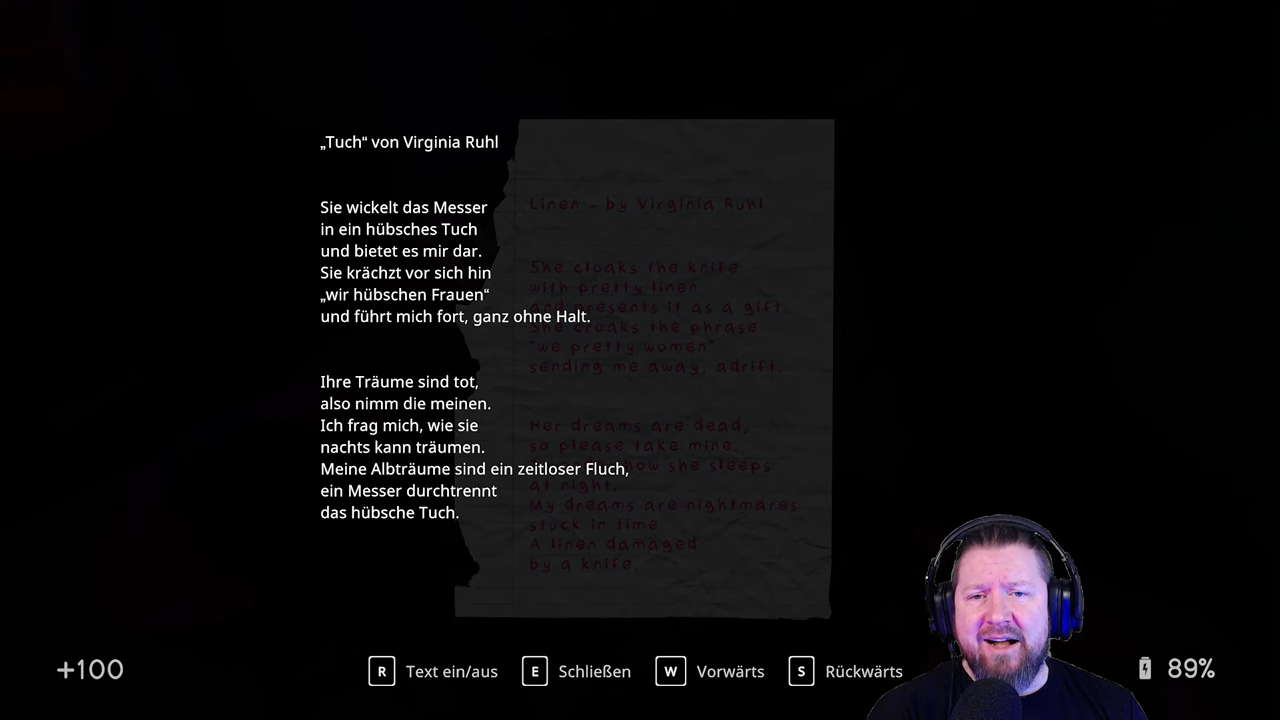 „Tuch“ von Virginia Ruhl
Sie wickelt das Messer
in ein hübsches Tuch
und bietet es mir dar.
Sie krächzt vor sich hin
„wir hübschen Frauen“
und führt mich fort, ganz ohne Halt.
Ihre Träume sind tot,
also nimm die meinen.
Ich frag mich, wie sie
nachts kann träumen.
Meine Albträume sind ein zeitloser Fluch,
ein Messer durchtrennt
das hübsche Tuch.
Linen - by Virginia Ruhl
She cloaks the knife
with pretty linen
and presents it as a gift.
She croaks the phrase
"we pretty women"
sending me away, adrift.
Her dreams are dead,
so please take mine.
how she sleeps
at night.
My dreams are nightmares
stuck in time
A linen damaged
by a knife.
+100
R Text ein/aus E Schließen W Vorwärts S Rückwärts
89%